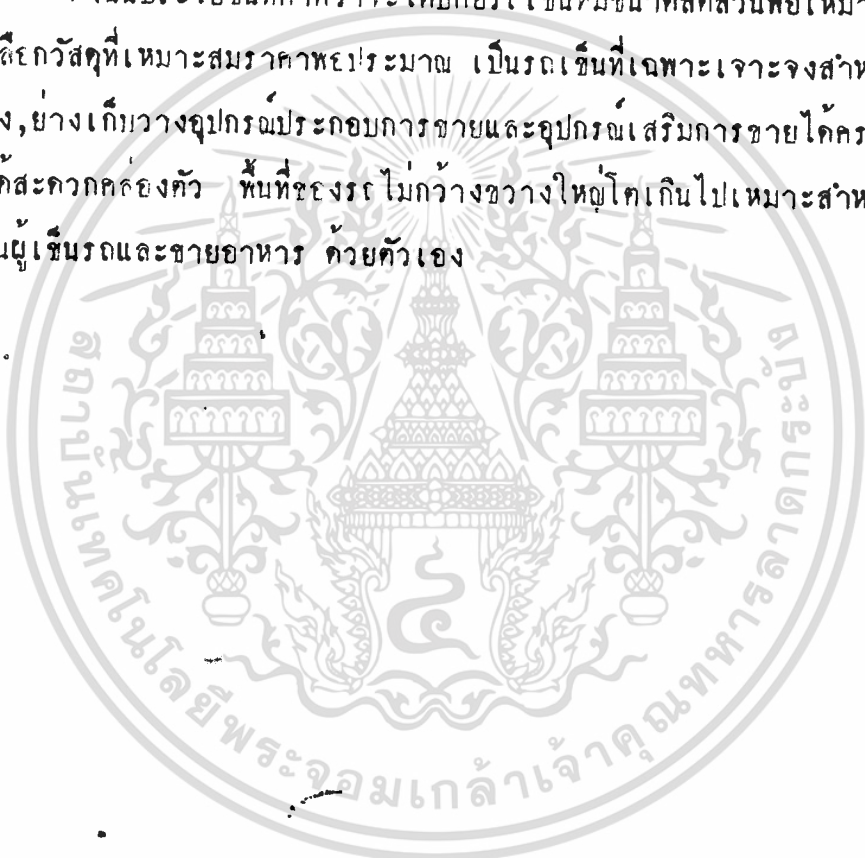 เลือกวัสดุที่เหมาะสมราคาพอประมาณ เป็นรถเข็นที่เฉพาะเจาะจงสำห
ง,ย่างเก็บวางอุปกรณ์ประกอบการขายและอุปกรณ์เสริมการขายได้คร
ด้สะดวกคล่องตัว พื้นที่ของรถไม่กว้างขวางใหญ่โตเกินไปเหมาะสำห
นผู้เข็นรถและขายอาหาร ด้วยตัวเอง
สถาบันเทคโนโลยีพระจอมเกล้าเจ้าคุณทหารลาดกระบัง